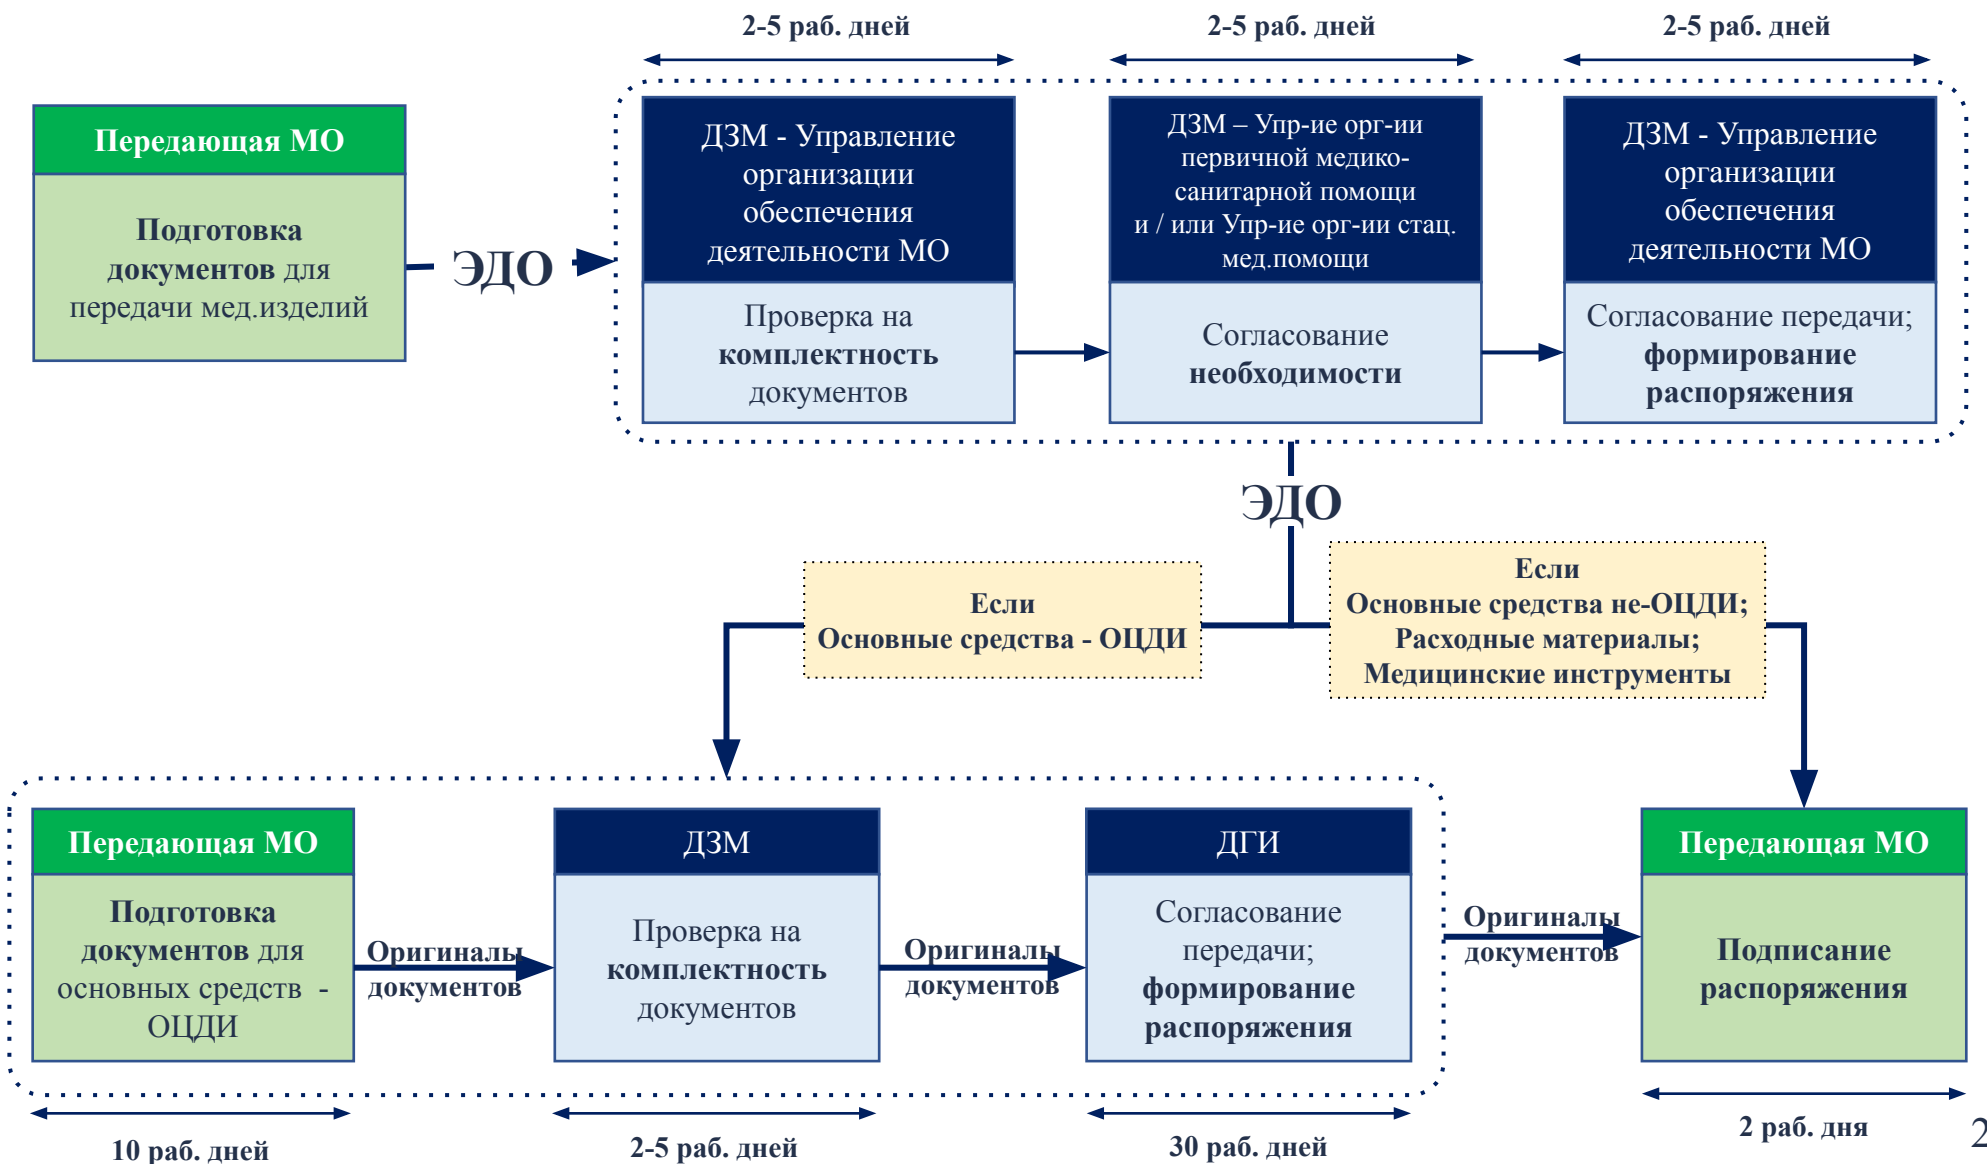 2-5 раб. дней
2-5 раб. дней
2-5 раб. дней
Передающая МО
Подготовка
документов для
передачи мед.изделий
ЭДО
ДЗМ - Управление
организации
обеспечения
деятельности МО
Проверка на
комплектность
документов
ДЗМ – Упр-ие орг-ии
первичной медико-
санитарной помощи
и / или Упр-ие орг-ии стац.
мед.помощи
Согласование
необходимости
ДЗМ - Управление
организации
обеспечения
деятельности МО
Согласование передачи;
формирование
распоряжения
ЭДО
Если
Основные средства - ОЦДИ
Если
Основные средства не-ОЦДИ;
Расходные материалы;
Медицинские инструменты
Передающая МО
Подготовка
документов для
основных средств -
ОЦДИ
Оригиналы
документов
ДЗМ
Проверка на
комплектность
документов
Оригиналы
документов
ДГИ
Согласование
передачи;
формирование
распоряжения
Оригиналы
документов
Передающая МО
Подписание
распоряжения
10 раб. дней
2-5 раб. дней
30 раб. дней
2 раб. дня
2